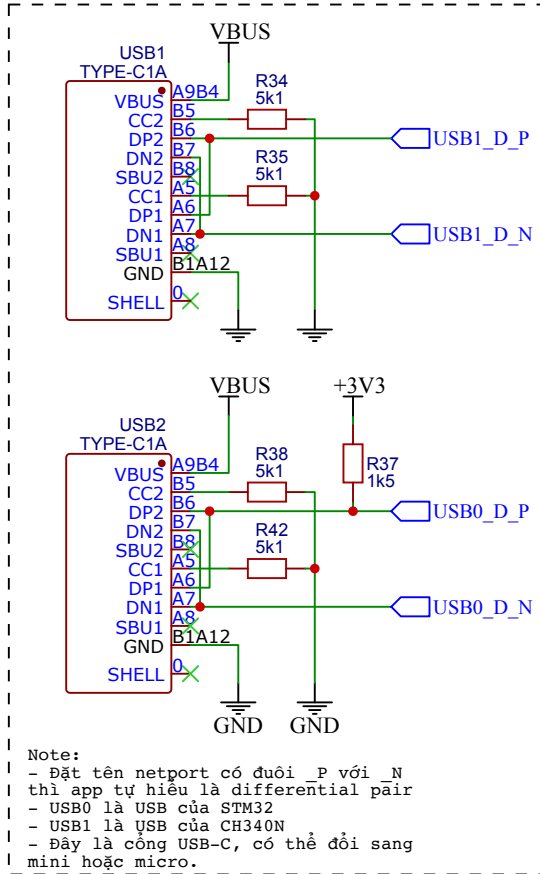 VBUS
USB1
TYPE-C1A
VBUS A9B4
CC2 B5
DP2 B6
DN2 B7
SBU2 B8
CC1 A5
DP1 A6
DN1 A7
SBU1 A8
GND B1A12
SHELL 0
R34
5k1
R35
5k1
USB1_D_P
USB1_D_N
VBUS
+3V3
USB2
TYPE-C1A
VBUS A9B4
CC2 B5
DP2 B6
DN2 B7
SBU2 B8
CC1 A5
DP1 A6
DN1 A7
SBU1 A8
GND B1A12
SHELL 0
R38
5k1
R42
5k1
R37
1k5
USB0_D_P
USB0_D_N
GND GND
Note:
- Đặt tên netport có đuôi _P với _N
thì app tự hiểu là differential pair
- USB0 là USB của STM32
- USB1 là USB của CH340N
- Đây là cổng USB-C, có thể đổi sang
mini hoặc micro.